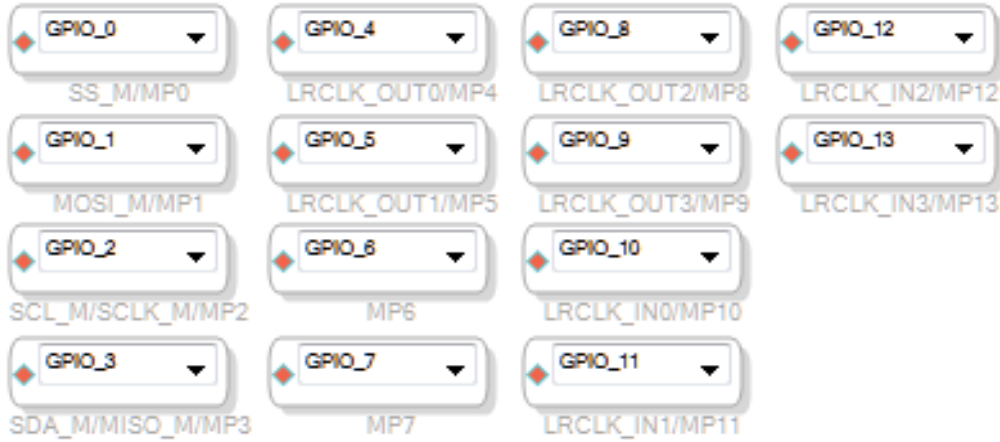 GPIO_0 GPIO_4 GPIO_8 GPIO_12
SS_M/MP0 LRCLK_OUT0/MP4 LRCLK_OUT2/MP8 LRCLK_IN2/MP12
GPIO_1 GPIO_5 GPIO_9 GPIO_13
MOSI_M/MP1 LRCLK_OUT1/MP5 LRCLK_OUT3/MP9 LRCLK_IN3/MP13
GPIO_2 GPIO_6 GPIO_10
SCL_M/SCLK_M/MP2 MP6 LRCLK_IN0/MP10
GPIO_3 GPIO_7 GPIO_11
SDA_M/MISO_M/MP3 MP7 LRCLK_IN1/MP11